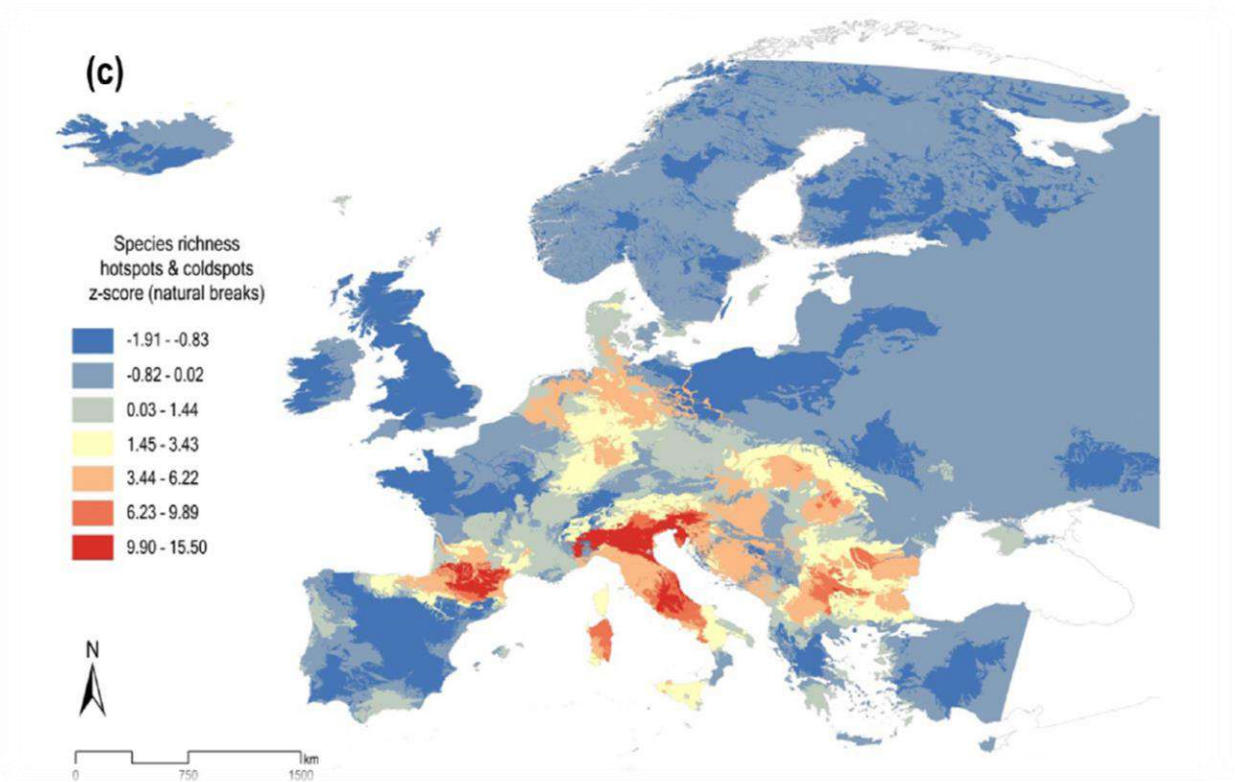 (c)
Species richness
hotspots & coldspots
z-score (natural breaks)
-1.91 - -0.83
-0.82 - 0.02
0.03 - 1.44
1.45 - 3.43
3.44 - 6.22
6.23 - 9.89
9.90 - 15.50
N
km
0 750 1500